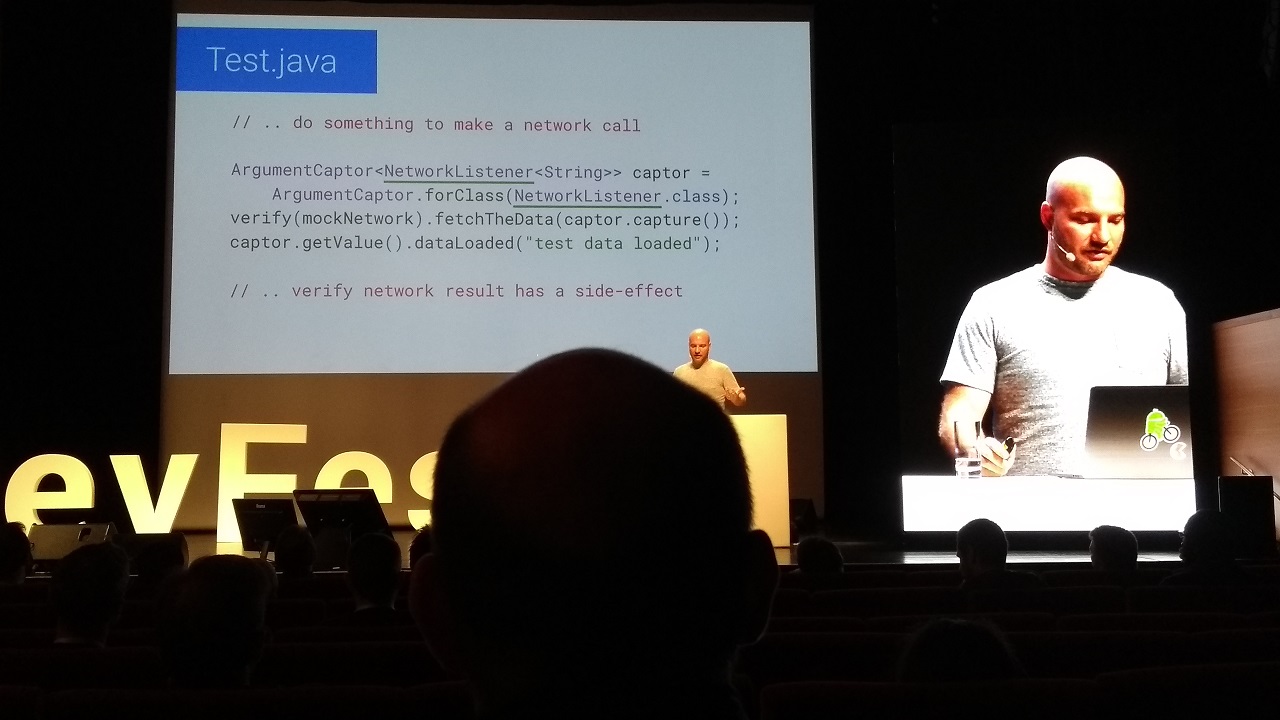 Test.java
// .. do something to make a network call
ArgumentCaptor<NetworkListener<String>> captor =
ArgumentCaptor.forClass(NetworkListener.class);
verify(mockNetwork).fetchTheData(captor.capture());
captor.getValue().dataLoaded("test data loaded");
// .. verify network result has a side-effect
evFes